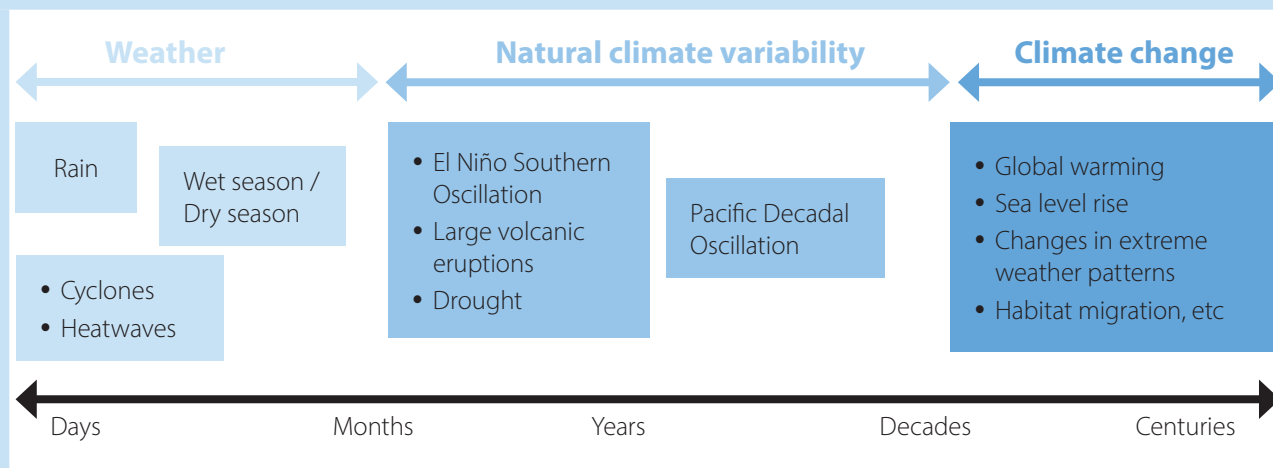 Weather
Natural climate variability
Climate change
Rain
Wet season /
Dry season
• Cyclones
• Heatwaves
• El Niño Southern
Oscillation
• Large volcanic
eruptions
• Drought
Pacific Decadal
Oscillation
• Global warming
• Sea level rise
• Changes in extreme
weather patterns
• Habitat migration, etc
Days
Months
Years
Decades
Centuries